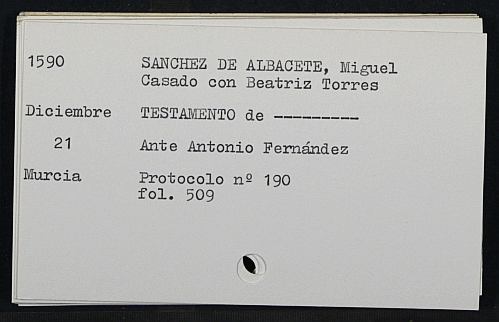 1590 SANCHEZ DE ALBACETE, Miguel
Casado con Beatriz Torres
Diciembre TESTAMENTO de ---------
21 Ante Antonio Fernández
Murcia Protocolo nº 190
fol. 509